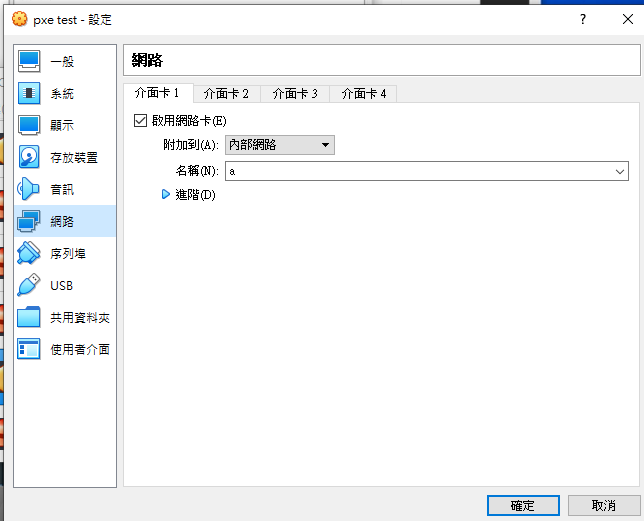 pxe test - 設定
?
一般
系統
顯示
存放裝置
音訊
網路
序列埠
USB
共用資料夾
使用者介面
網路
介面卡 1 介面卡 2 介面卡 3 介面卡 4
啟用網路卡(E)
附加到(A): 內部網路
名稱(N): a
進階(D)
確定 取消